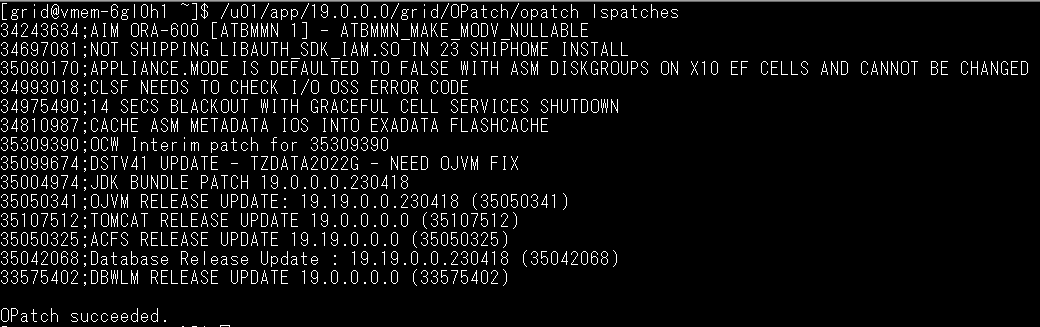 [grid@vmem-6gl0h1 ~]$ /u01/app/19.0.0.0/grid/OPatch/opatch lspatches
34243634;AIM ORA-600 [ATBMMN 1] - ATBMMN_MAKE_MODV_NULLABLE
34697081;NOT SHIPPING LIBAUTH_SDK_IAM.SO IN 23 SHIPHOME INSTALL
35080170;APPLIANCE.MODE IS DEFAULTED TO FALSE WITH ASM DISKGROUPS ON X10 EF CELLS AND CANNOT BE CHANGED
34993018;CLSF NEEDS TO CHECK I/O OSS ERROR CODE
34975490;14 SECS BLACKOUT WITH GRACEFUL CELL SERVICES SHUTDOWN
34810987;CACHE ASM METADATA IOS INTO EXADATA FLASHCACHE
35309390;OCW Interim patch for 35309390
35099674;DSTV41 UPDATE - TZDATA2022G - NEED OJVM FIX
35004974;JDK BUNDLE PATCH 19.0.0.0.230418
35050341;OJVM RELEASE UPDATE: 19.19.0.0.230418 (35050341)
35107512;TOMCAT RELEASE UPDATE 19.0.0.0.0 (35107512)
35050325;ACFS RELEASE UPDATE 19.19.0.0.0 (35050325)
35042068;Database Release Update : 19.19.0.0.230418 (35042068)
33575402;DBWLM RELEASE UPDATE 19.0.0.0.0 (33575402)
OPatch succeeded.